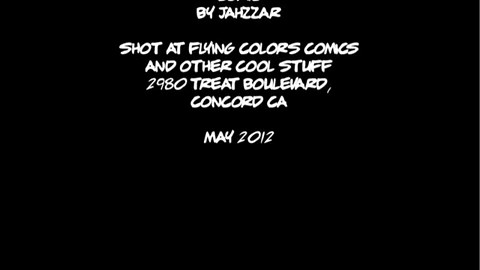 BY JAHZZAR
SHOT AT FLYING COLORS COMICS
AND OTHER COOL STUFF
2980 TREAT BOULEVARD,
CONCORD CA
MAY 2012